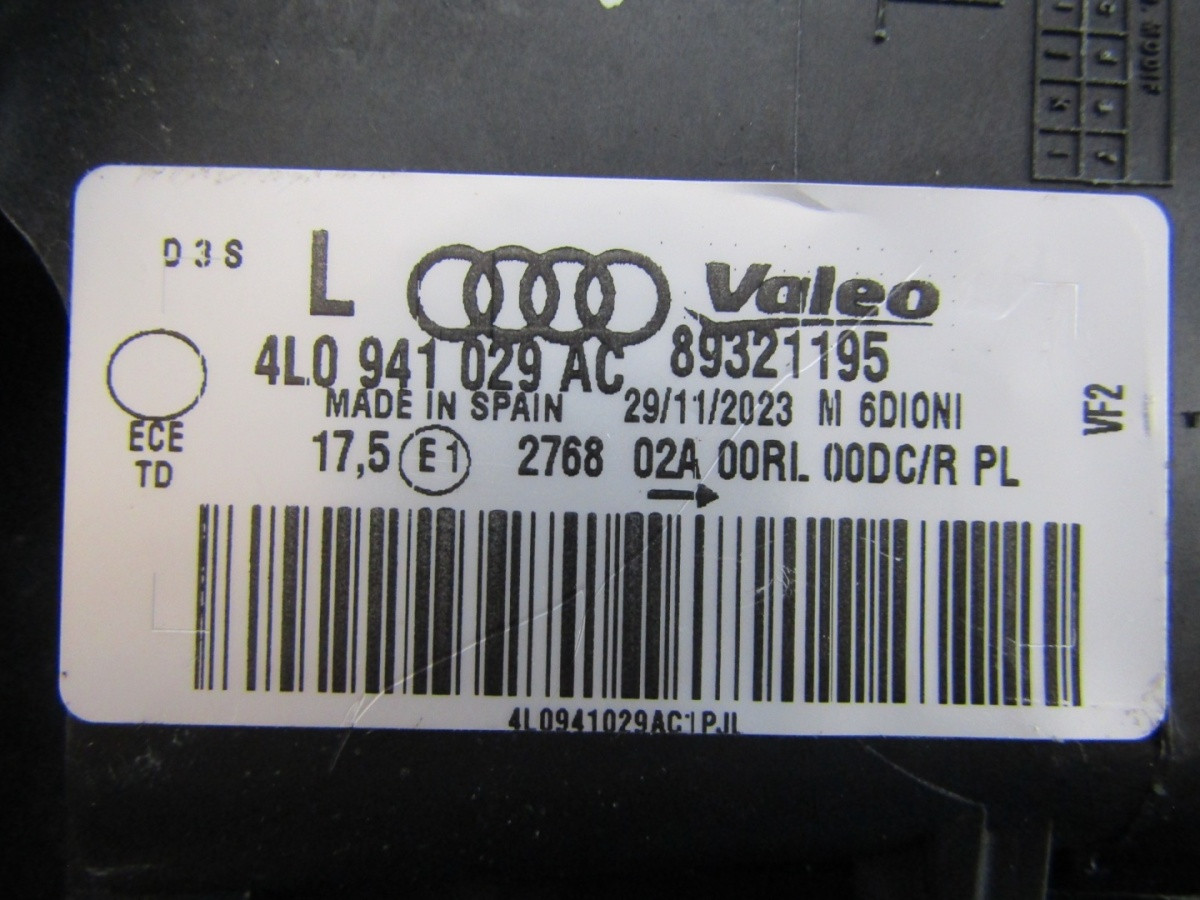 D3S L Valeo
4L0 941 029 AC 89321195
MADE IN SPAIN 29/11/2023 M 6DIONI
ECE
TD
17,5 E1 2768 02A 00RL 00DC/R PL
VF2
4L0941029AC1PJL